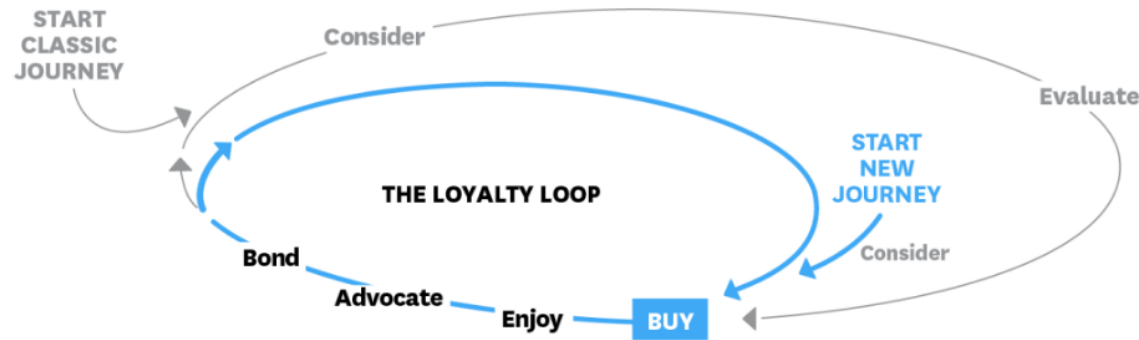 START
CLASSIC
JOURNEY
Consider
Evaluate
START
NEW
JOURNEY
Consider
THE LOYALTY LOOP
Bond
Advocate
Enjoy
BUY